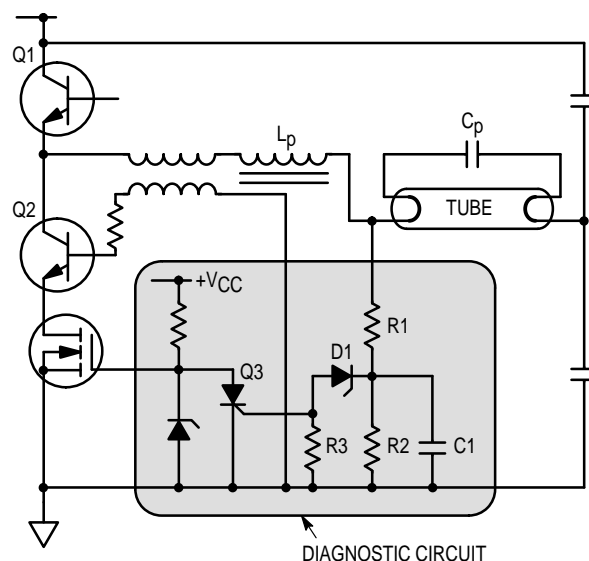 Q1
Lp
Cp
TUBE
Q2
+VCC
R1
D1
Q3
R3
R2
C1
DIAGNOSTIC CIRCUIT